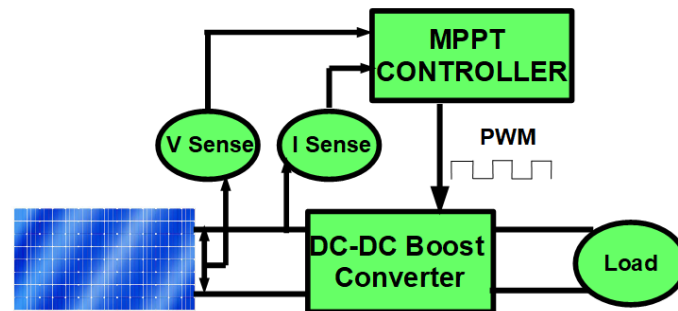 MPPT
CONTROLLER
V Sense
I Sense
PWM
DC-DC Boost
Converter
Load